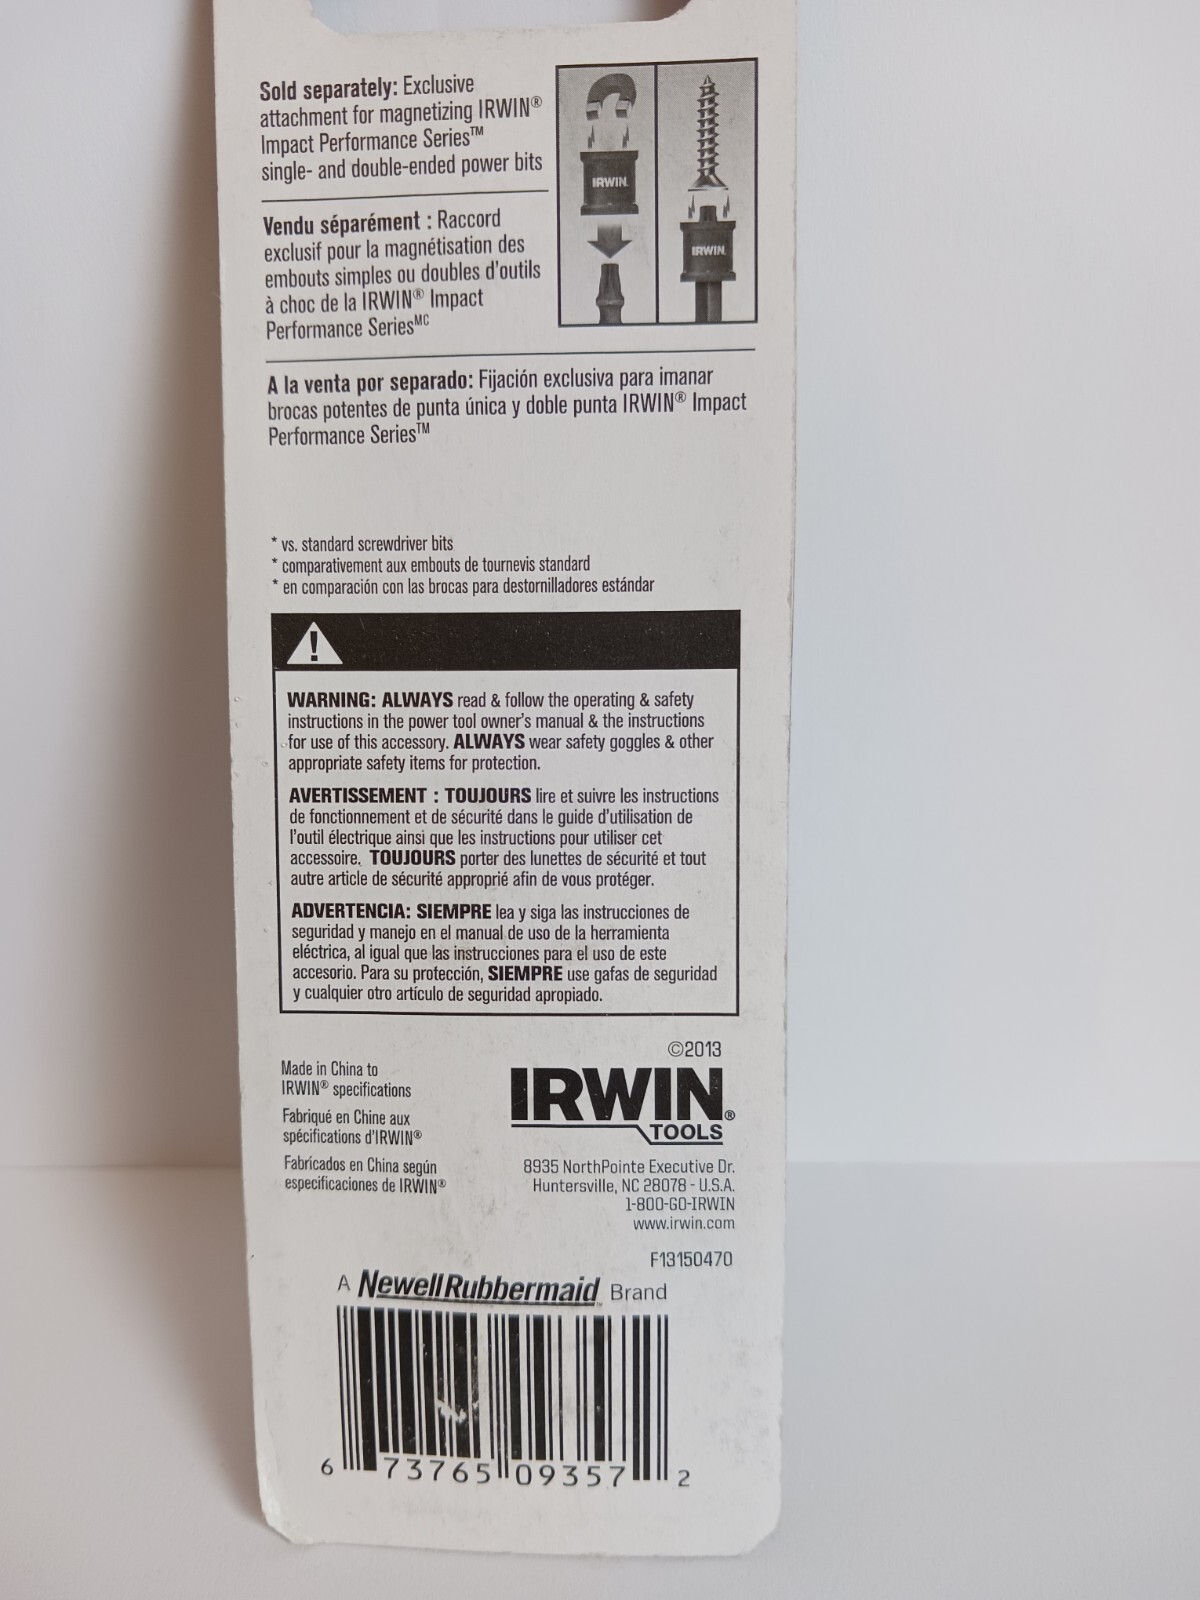 Sold separately: Exclusive
attachment for magnetizing IRWIN®
Impact Performance Series™
single- and double-ended power bits
IRWIN.
IRWIN.
Vendu séparément : Raccord
exclusif pour la magnétisation des
embouts simples ou doubles d'outils
à choc de la IRWIN® Impact
Performance Seriesᴹᶜ
A la venta por separado: Fijación exclusiva para imanar
brocas potentes de punta única y doble punta IRWIN® Impact
Performance Series™
* vs. standard screwdriver bits
* comparativement aux embouts de tournevis standard
* en comparación con las brocas para destornilladores estándar
WARNING: ALWAYS read & follow the operating & safety
instructions in the power tool owner's manual & the instructions
for use of this accessory. ALWAYS wear safety goggles & other
appropriate safety items for protection.
AVERTISSEMENT : TOUJOURS lire et suivre les instructions
de fonctionnement et de sécurité dans le guide d'utilisation de
l'outil électrique ainsi que les instructions pour utiliser cet
accessoire. TOUJOURS porter des lunettes de sécurité et tout
autre article de sécurité approprié afin de vous protéger.
ADVERTENCIA: SIEMPRE lea y siga las instrucciones de
seguridad y manejo en el manual de uso de la herramienta
eléctrica, al igual que las instrucciones para el uso de este
accesorio. Para su protección, SIEMPRE use gafas de seguridad
y cualquier otro artículo de seguridad apropiado.
Made in China to
IRWIN® specifications
Fabriqué en Chine aux
spécifications d'IRWIN®
Fabricados en China según
especificaciones de IRWIN®
©2013
IRWIN®
TOOLS
8935 NorthPointe Executive Dr.
Huntersville, NC 28078 - U.S.A.
1-800-GO-IRWIN
www.irwin.com
F13150470
A NewellRubbermaid™ Brand
6 73765 09357 2